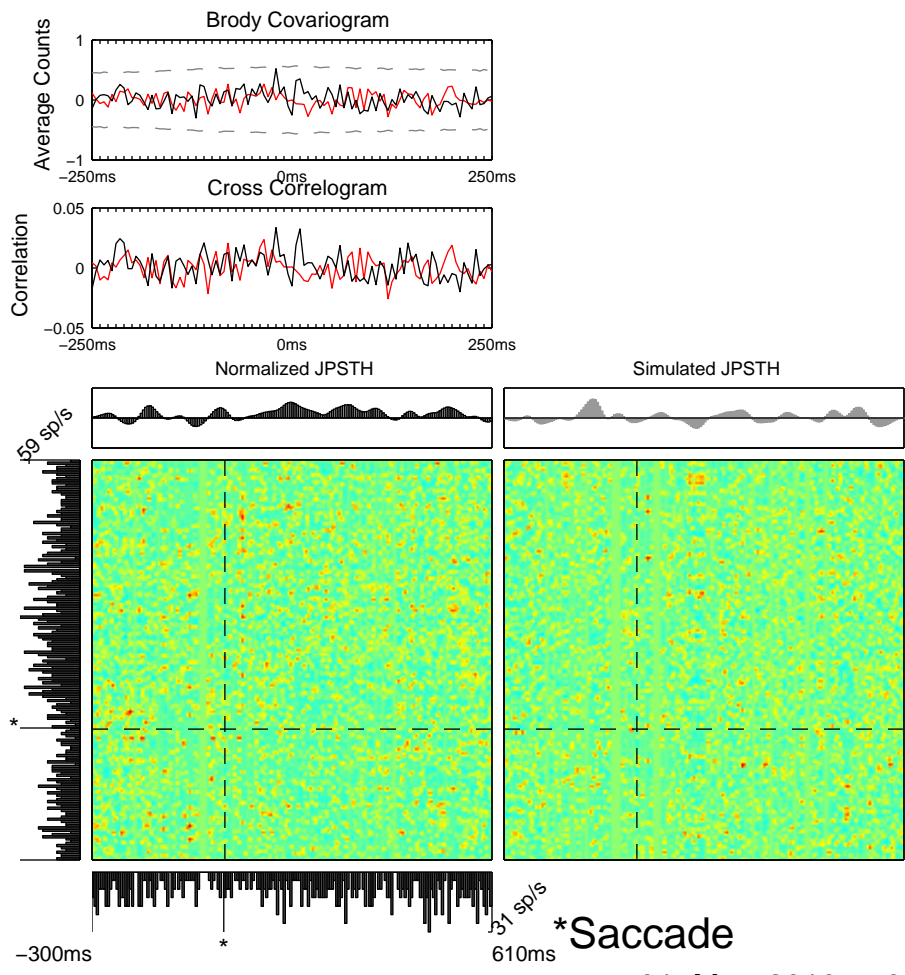 Brody Covariogram
Average Counts
1
0
−1
−250ms
0ms
250ms
Cross Correlogram
Correlation
0.05
0
−0.05
−250ms
0ms
250ms
Normalized JPSTH
Simulated JPSTH
59 sp/s
*
31 sp/s
*
−300ms
610ms
*Saccade